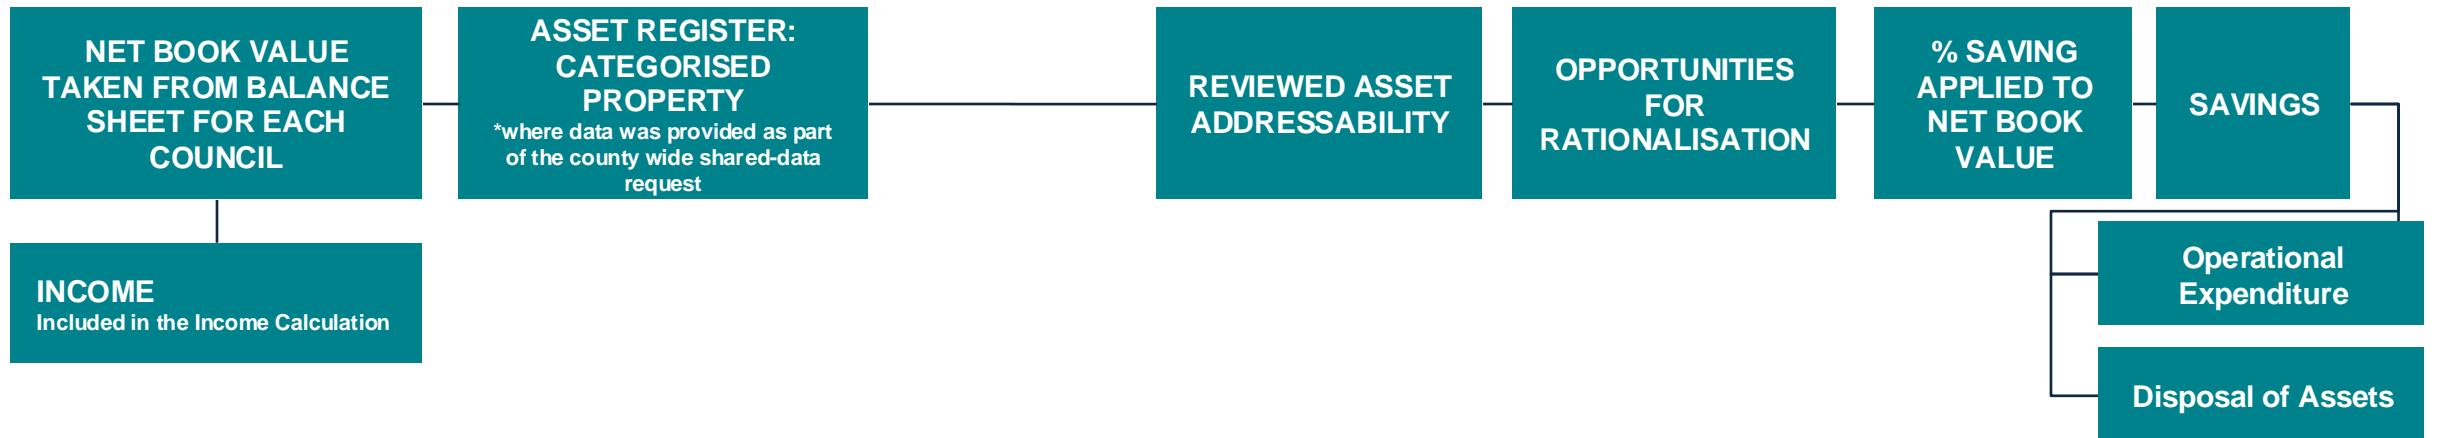 NET BOOK VALUE
TAKEN FROM BALANCE
SHEET FOR EACH
COUNCIL
ASSET REGISTER:
CATEGORISED
PROPERTY
*where data was provided as part
of the county wide shared-data
request
REVIEWED ASSET
ADDRESSABILITY
OPPORTUNITIES
FOR
RATIONALISATION
% SAVING
APPLIED TO
NET BOOK
VALUE
SAVINGS
INCOME
Included in the Income Calculation
Operational
Expenditure
Disposal of Assets